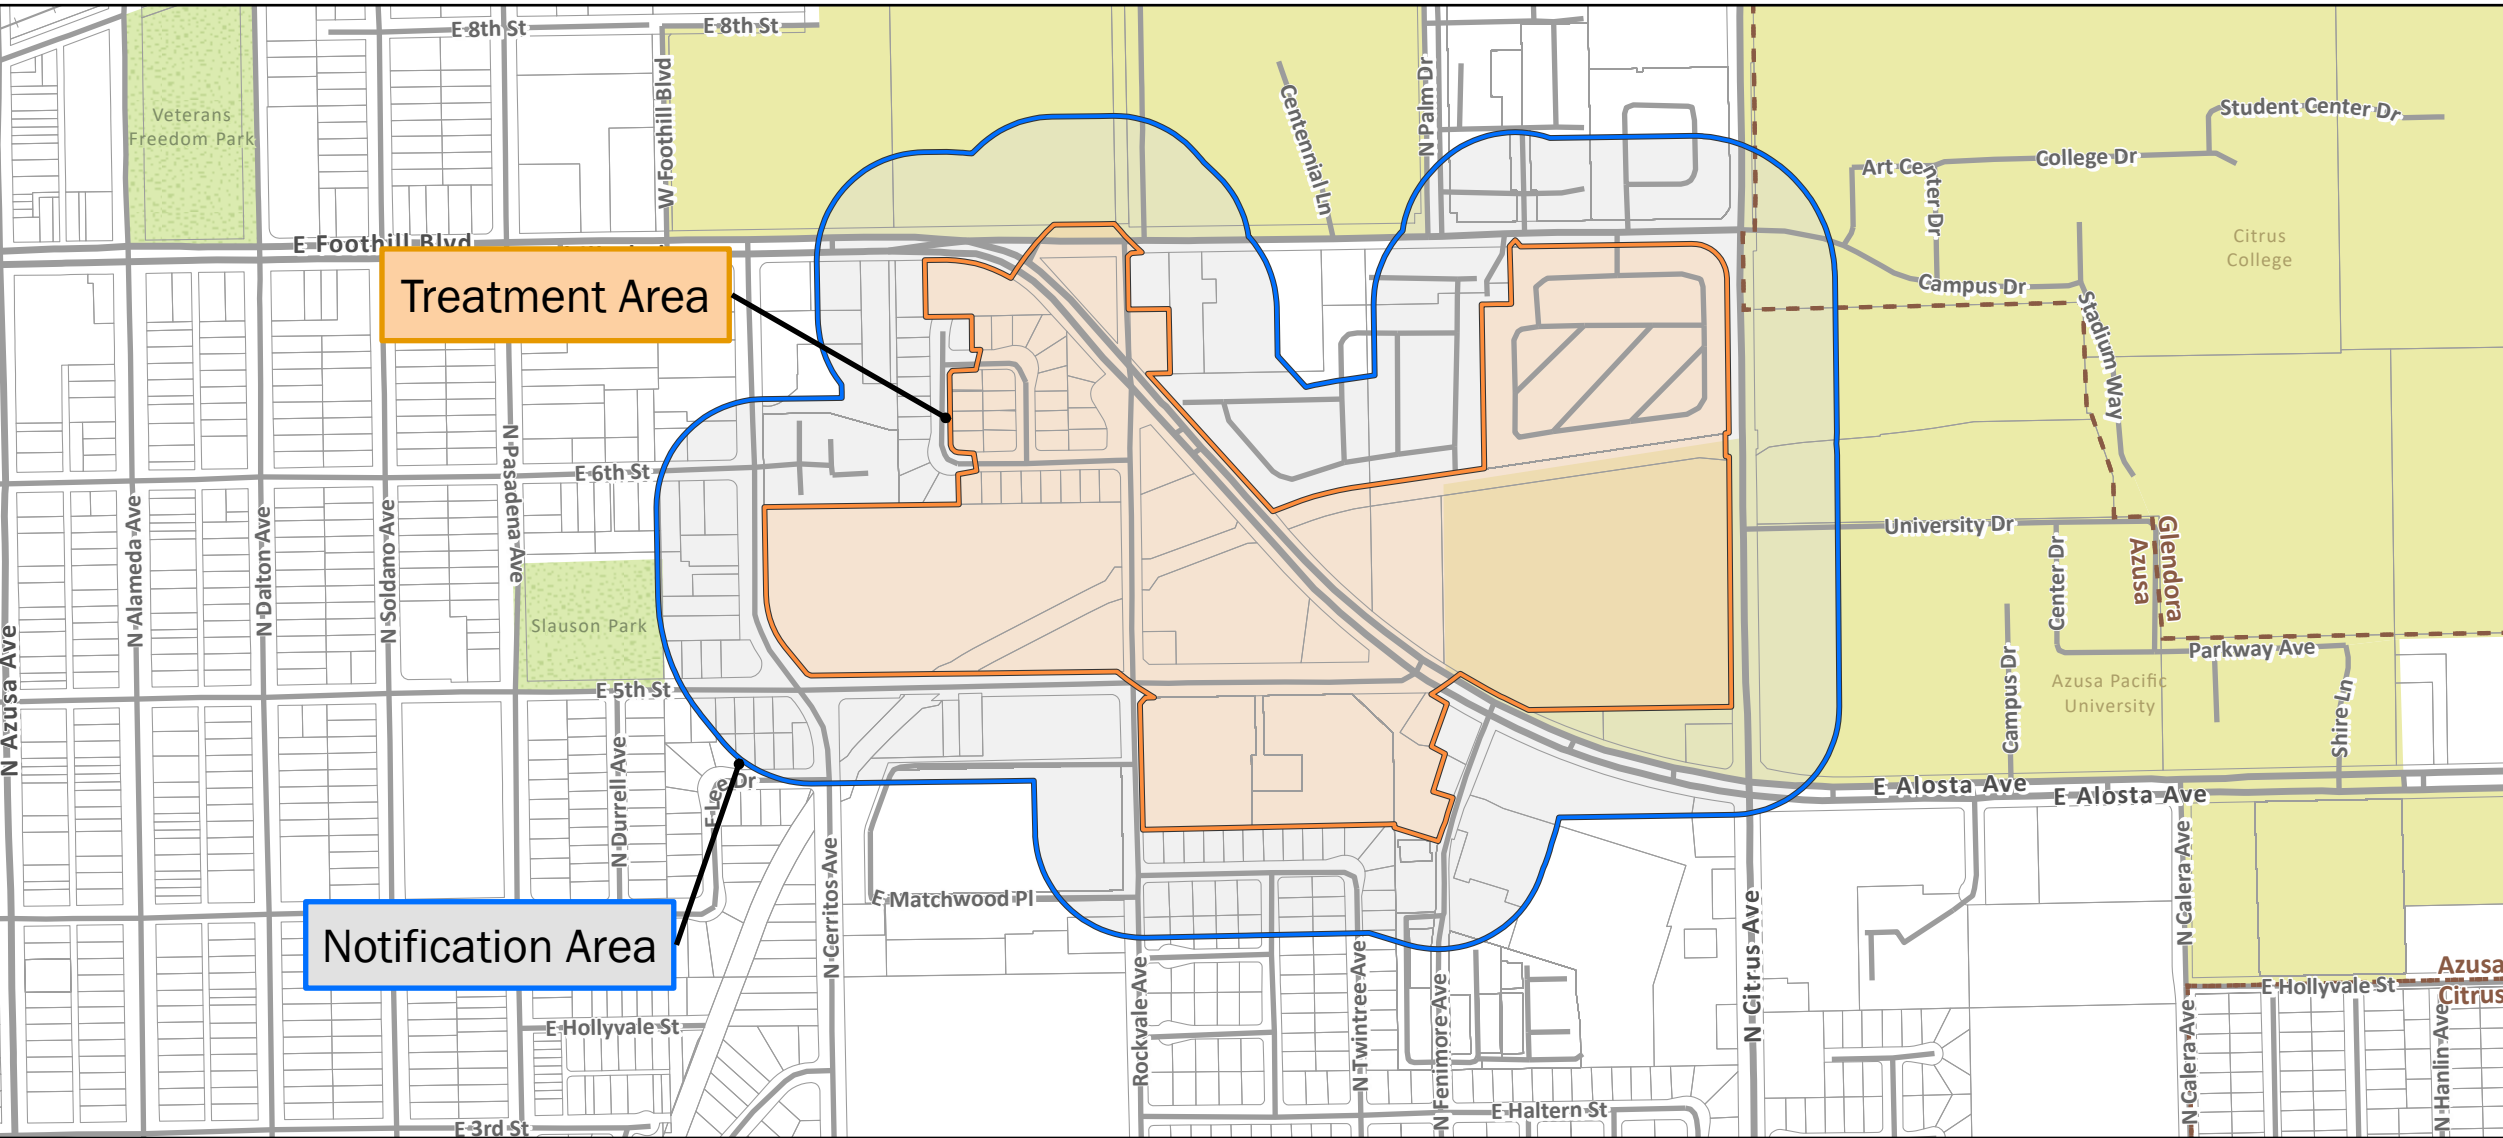 E 8th St
E 8th St
Veterans
Freedom Park
W Foothill Blvd
Centennial Ln
N Palm Dr
Student Center Dr
College Dr
Art Center Dr
Citrus
College
E Foothill Blvd
Campus Dr
Treatment Area
Stadium Way
N Pasadena Ave
E 6th St
N Alameda Ave
N Dalton Ave
N Soldano Ave
University Dr
Center Dr
Glendora
Azusa
N Azusa Ave
Slauson Park
Parkway Ave
E 5th St
Campus Dr
Azusa Pacific
University
Shire Ln
N Durrell Ave
E Lee Dr
E Alosta Ave
E Alosta Ave
N Cerritos Ave
E Matchwood Pl
N Calera Ave
Notification Area
N Citrus Ave
Rockvale Ave
N Twintree Ave
N Fenimore Ave
Azusa
Citrus
E Hollyvale St
E Hollyvale St
N Calera Ave
N Hanlin Ave
E Haltern St
E 3rd St